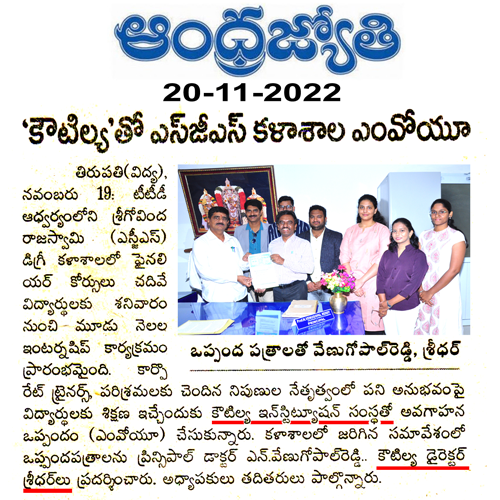 ఆంధ్రజ్యోతి
20-11-2022
‘కౌటిల్య’తో ఎస్‌జీఎస్ కళాశాల ఎంవోయూ
తిరుపతి(విద్య),
నవంబరు 19: టీటీడీ
ఆధ్వర్యంలోని శ్రీగోవింద
రాజస్వామి (ఎస్జీఎస్)
డిగ్రీ కళాశాలలో ఫైనలి
యర్ కోర్సులు చదివే
విద్యార్థులకు శనివారం
నుంచి మూడు నెలల
ఇంటర్నషిప్ కార్యక్రమం
ప్రారంభమైంది. కార్పొ
ఒప్పంద పత్రాలతో వేణుగోపాల్‌రెడ్డి, శ్రీధర్
రేట్ ట్రైనర్స్, పరిశ్రమలకు చెందిన నిపుణుల నేతృత్వంలో పని అనుభవంపై
విద్యార్థులకు శిక్షణ ఇచ్చేందుకు కౌటిల్య ఇన్‌స్టిట్యూషన్ సంస్థతో అవగాహన
ఒప్పందం (ఎంవోయూ) చేసుకున్నారు. కళాశాలలో జరిగిన సమావేశంలో
ఒప్పందపత్రాలను ప్రిన్సిపాల్ డాక్టర్ ఎన్.వేణుగోపాల్‌రెడ్డి.. కౌటిల్య డైరెక్టర్
శ్రీధర్‌లు ప్రదర్శించారు. అధ్యాపకులు తదితరులు పాల్గొన్నారు.